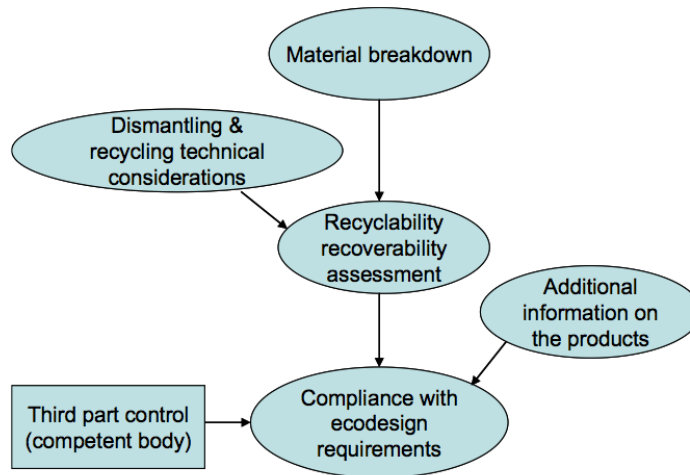 Material breakdown
Dismantling &
recycling technical
considerations
Recyclability
recoverability
assessment
Additional
information on
the products
Third part control
(competent body)
Compliance with
ecodesign
requirements